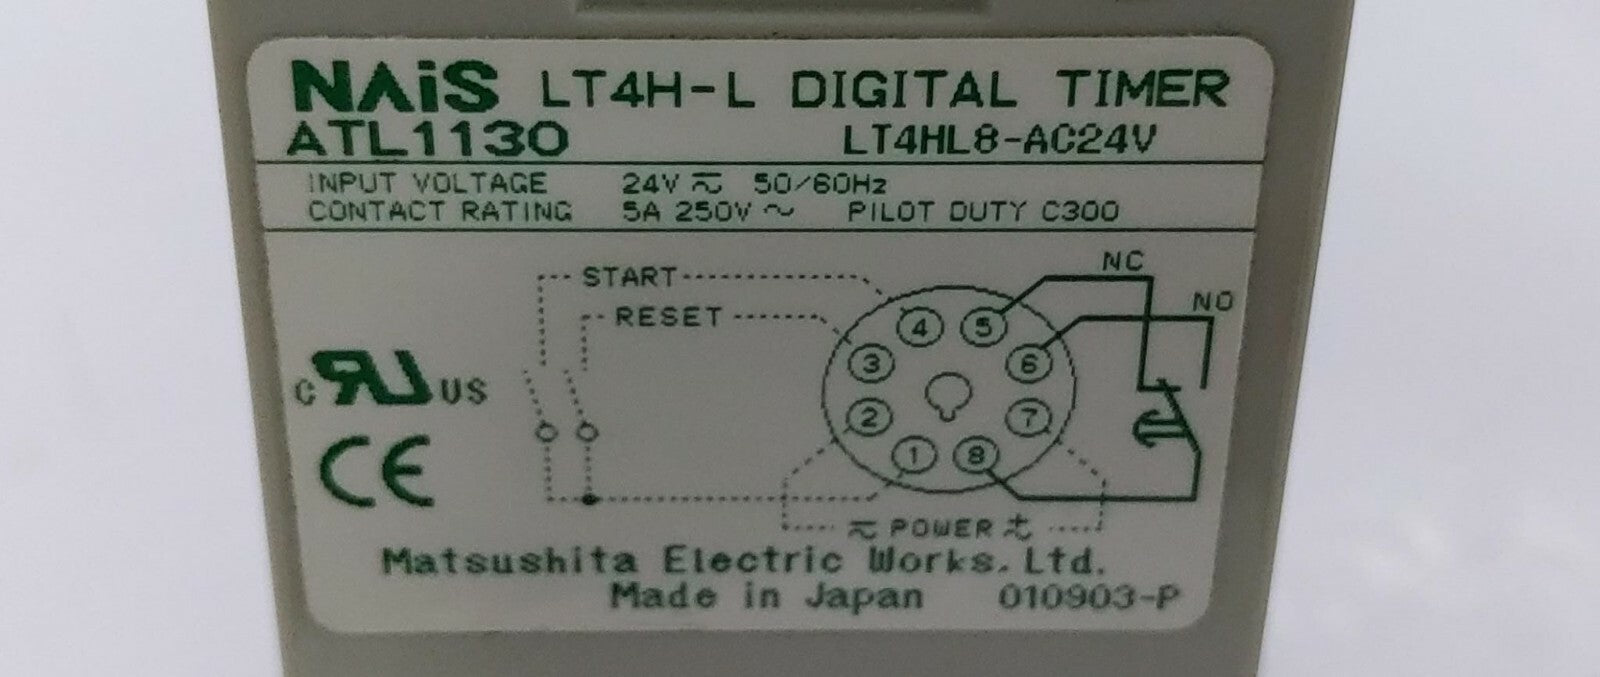 NAiS LT4H-L DIGITAL TIMER
ATL1130 LT4HL8-AC24V
INPUT VOLTAGE 24V 50/60Hz
CONTACT RATING 5A 250V~ PILOT DUTY C300
NC
START
NO
RESET
4 5
3 6
2 7
1 8
C RU US
CE
POWER
Matsushita Electric Works, Ltd.
Made in Japan 010903-P